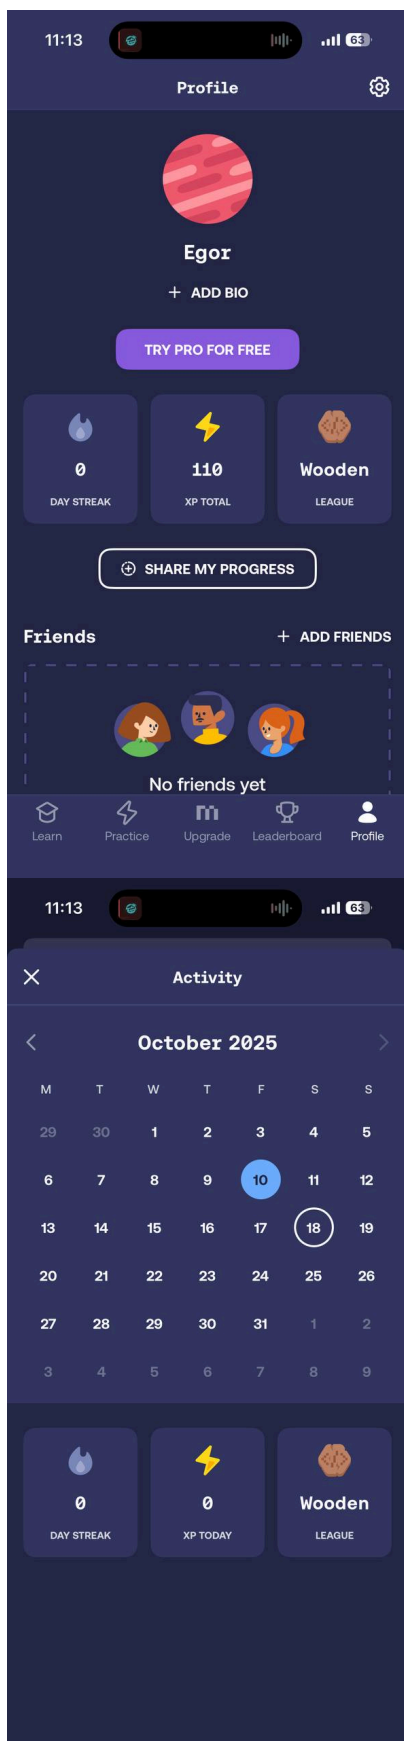 11:13 63
Profile
Egor
+ ADD BIO
TRY PRO FOR FREE
0 110 Wooden
DAY STREAK XP TOTAL LEAGUE
SHARE MY PROGRESS
Friends + ADD FRIENDS
No friends yet
Learn Practice Upgrade Leaderboard Profile
11:13 63
Activity
October 2025
M T W T F S S
29 30 1 2 3 4 5
6 7 8 9 10 11 12
13 14 15 16 17 18 19
20 21 22 23 24 25 26
27 28 29 30 31 1 2
3 4 5 6 7 8 9
0 0 Wooden
DAY STREAK XP TODAY LEAGUE